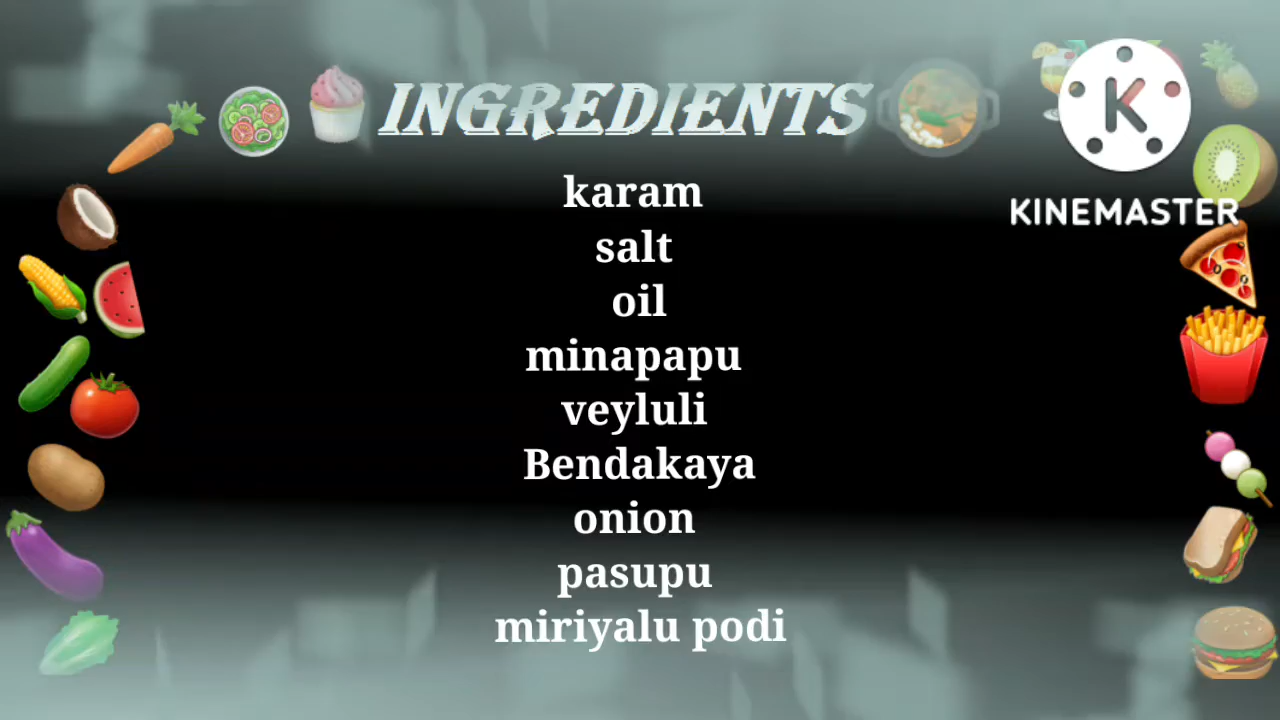 INGREDIENTS
KINEMASTER
karam
salt
oil
minapapu
veyluli
Bendakaya
onion
pasupu
miriyalu podi